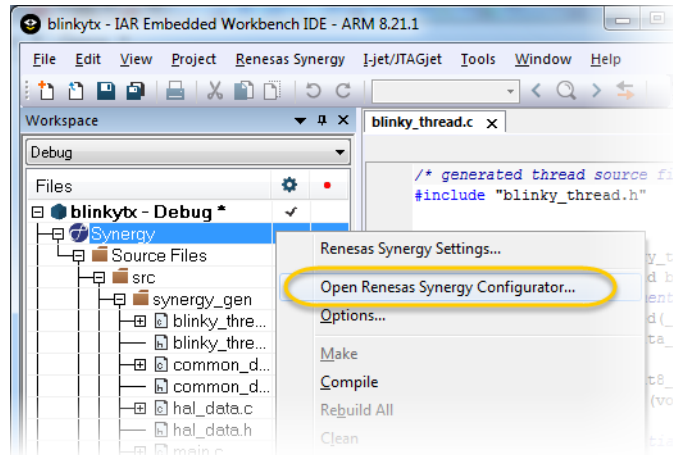 blinkytx - IAR Embedded Workbench IDE - ARM 8.21.1
File Edit View Project Renesas Synergy I-jet/JTAGjet Tools Window Help
Workspace
blinky_thread.c
Debug
Files
/* generated thread source fi
#include "blinky_thread.h"
blinkytx - Debug *
Synergy
Source Files
src
synergy_gen
blinky_thre...
blinky_thre...
common_d...
common_d...
hal_data.c
hal_data.h
main.c
Renesas Synergy Settings...
Open Renesas Synergy Configurator...
Options...
Make
Compile
Rebuild All
Clean